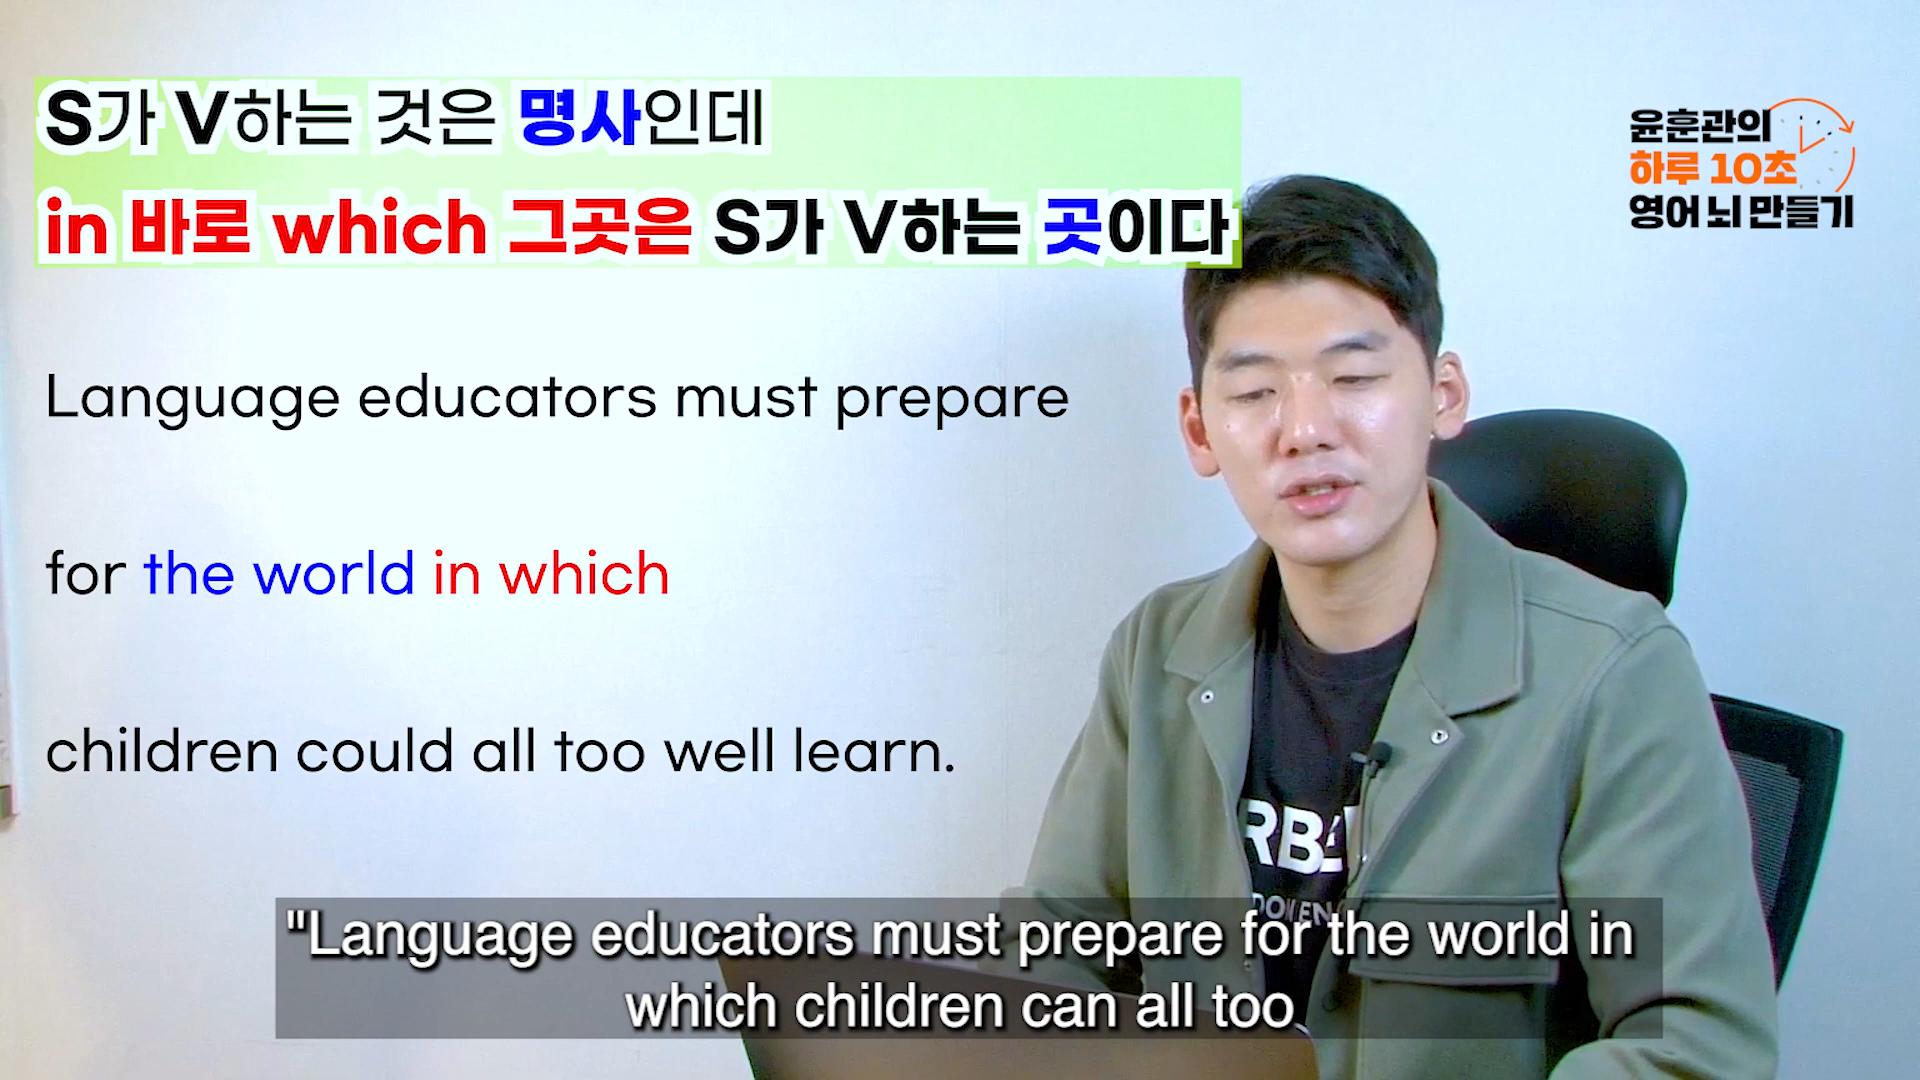 S가 V하는 것은 명사인데
in 바로 which 그곳은 S가 V하는 곳이다
윤훈관의
하루 10초
영어 뇌 만들기
Language educators must prepare
for the world in which
children could all too well learn.
"Language educators must prepare for the world in
which children can all too